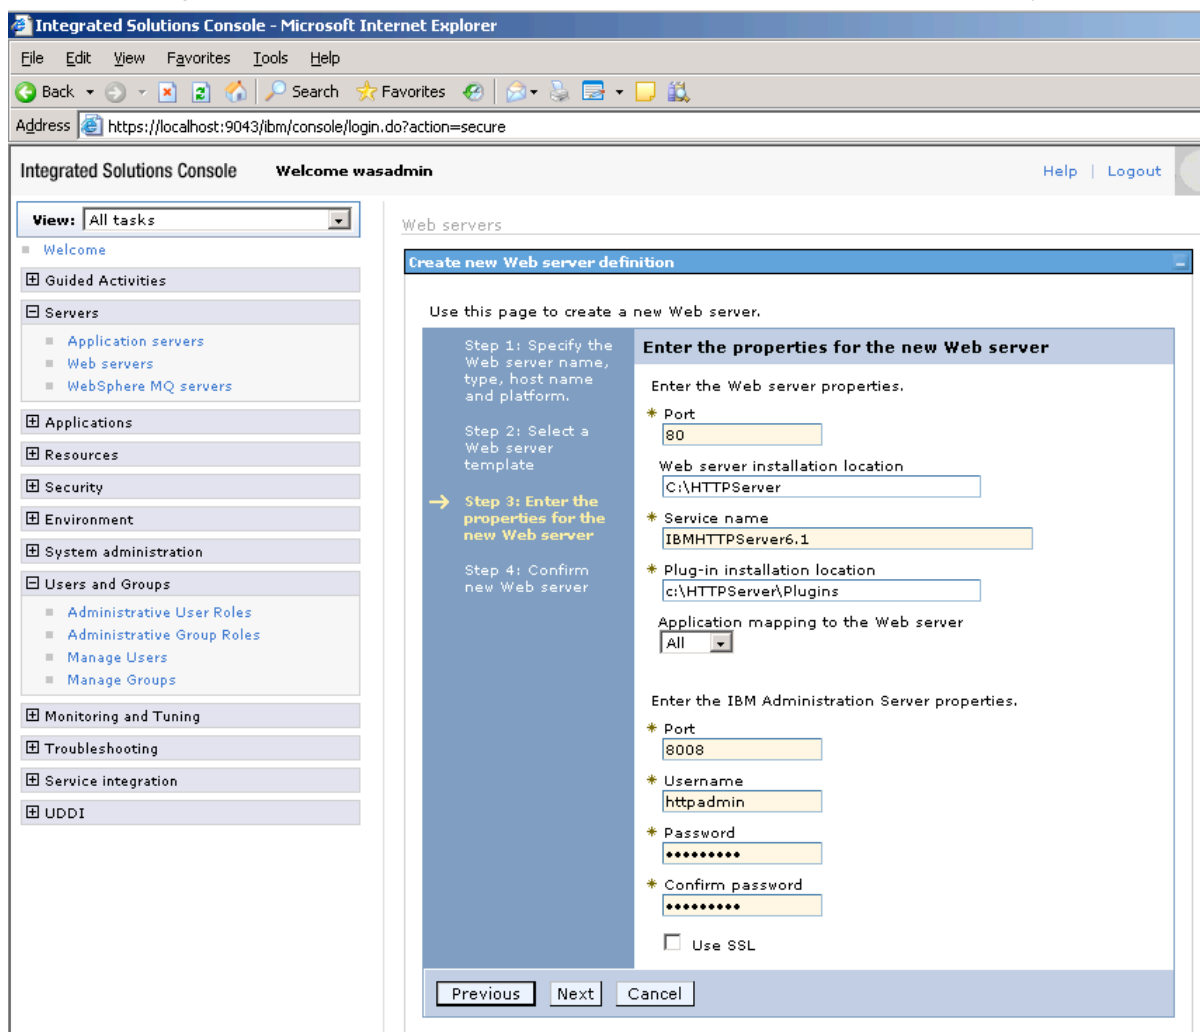 Integrated Solutions Console - Microsoft Internet Explorer
File Edit View Favorites Tools Help
Back Search Favorites
Address https://localhost:9043/ibm/console/login.do?action=secure
Integrated Solutions Console Welcome wasadmin Help | Logout
View: All tasks
Welcome
Guided Activities
Servers
Application servers
Web servers
WebSphere MQ servers
Applications
Resources
Security
Environment
System administration
Users and Groups
Administrative User Roles
Administrative Group Roles
Manage Users
Manage Groups
Monitoring and Tuning
Troubleshooting
Service integration
UDDI
Web servers
Create new Web server definition
Use this page to create a new Web server.
Step 1: Specify the
Web server name,
type, host name
and platform.
Step 2: Select a
Web server
template
Step 3: Enter the
properties for the
new Web server
Step 4: Confirm
new Web server
Enter the properties for the new Web server
Enter the Web server properties.
* Port
80
Web server installation location
C:\HTTPServer
* Service name
IBMHTTPServer6.1
* Plug-in installation location
c:\HTTPServer\Plugins
Application mapping to the Web server
All
Enter the IBM Administration Server properties.
* Port
8008
* Username
httpadmin
* Password
•••••••••
* Confirm password
•••••••••
Use SSL
Previous Next Cancel